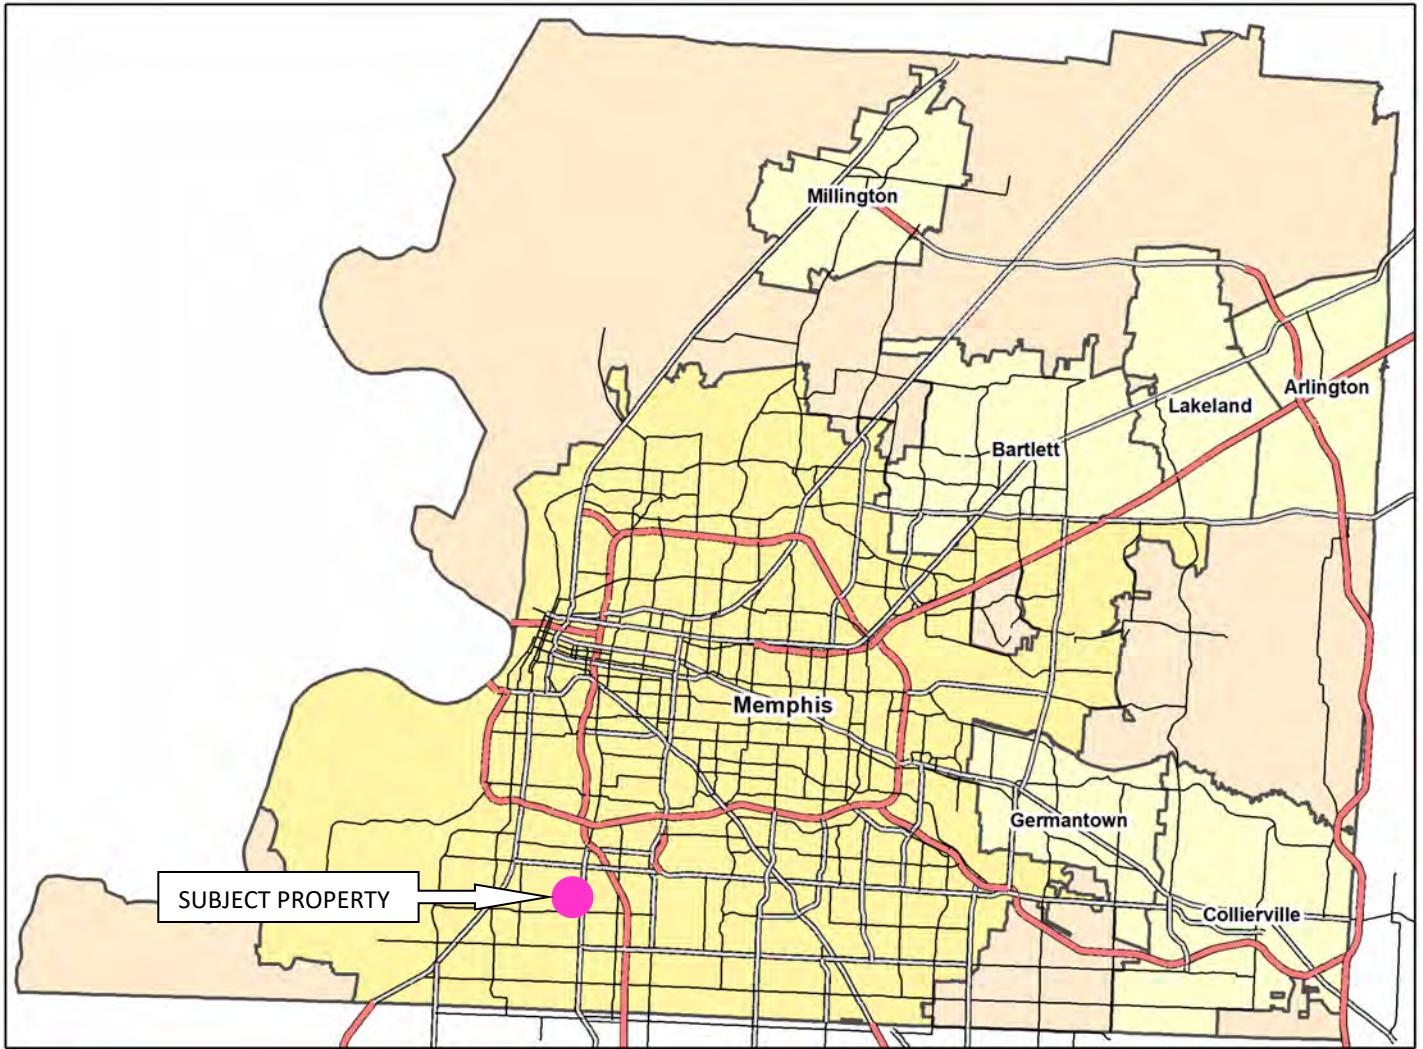 Millington
Arlington
Lakeland
Bartlett
Memphis
Germantown
SUBJECT PROPERTY
Collierville